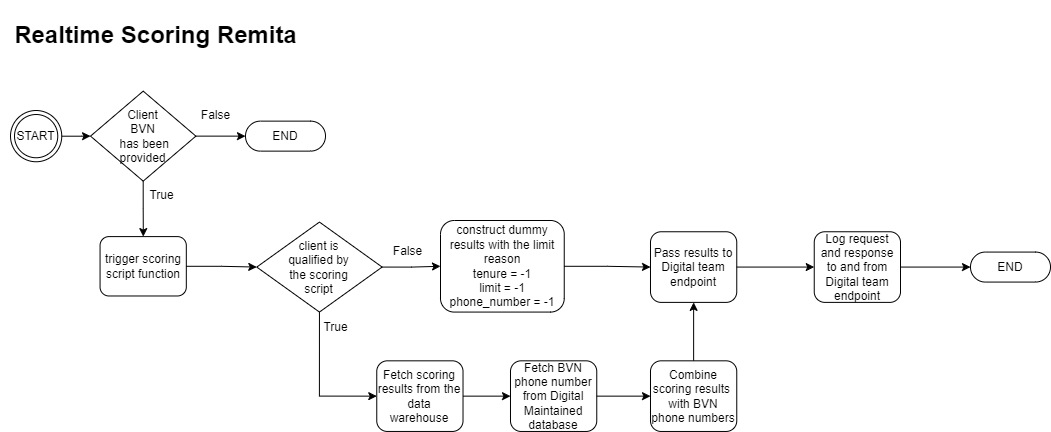 Realtime Scoring Remita
START
Client
BVN
has been
provided
False
END
True
trigger scoring
script function
client is
qualified by
the scoring
script
False
construct dummy
results with the limit
reason
tenure = -1
limit = -1
phone_number = -1
Pass results to
Digital team
endpoint
Log request
and response
to and from
Digital team
endpoint
END
True
Fetch scoring
results from the
data
warehouse
Fetch BVN
phone number
from Digital
Maintained
database
Combine
scoring results
with BVN
phone numbers